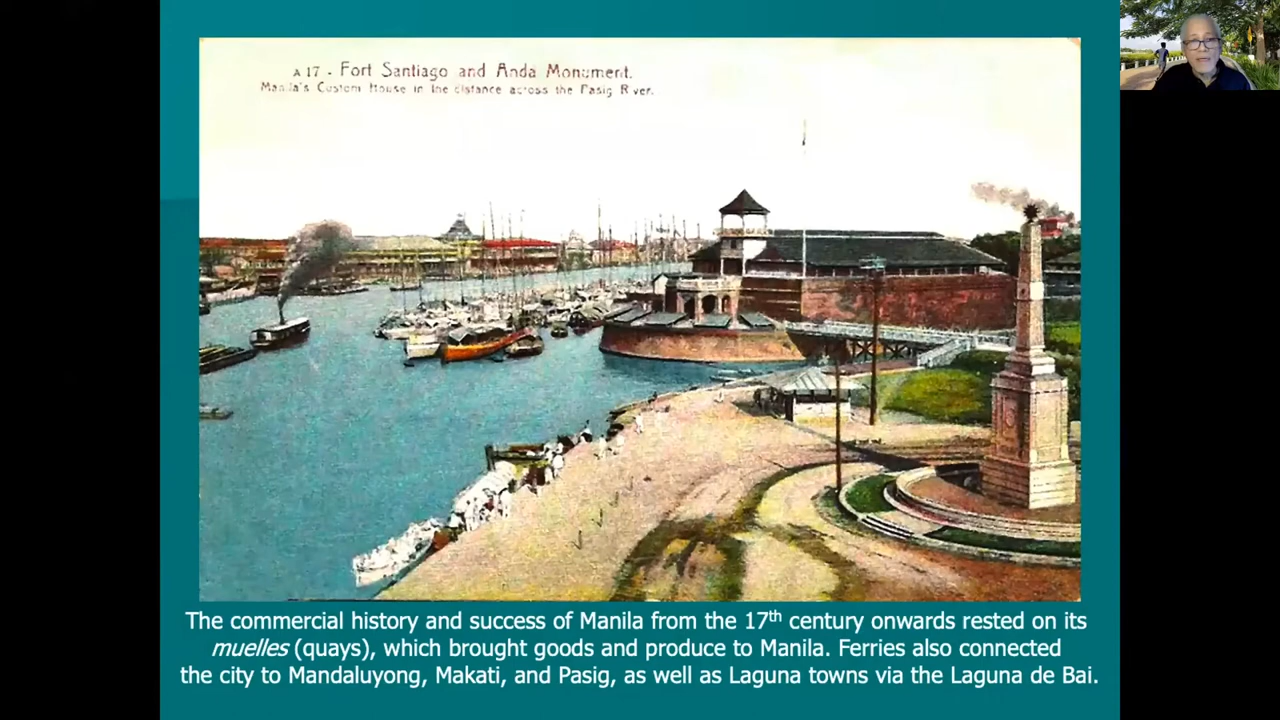 A 17 - Fort Santiago and Anda Monument.
Manila's Custom House in the distance across the Pasig River.
The commercial history and success of Manila from the 17th century onwards rested on its
muelles (quays), which brought goods and produce to Manila. Ferries also connected
the city to Mandaluyong, Makati, and Pasig, as well as Laguna towns via the Laguna de Bai.